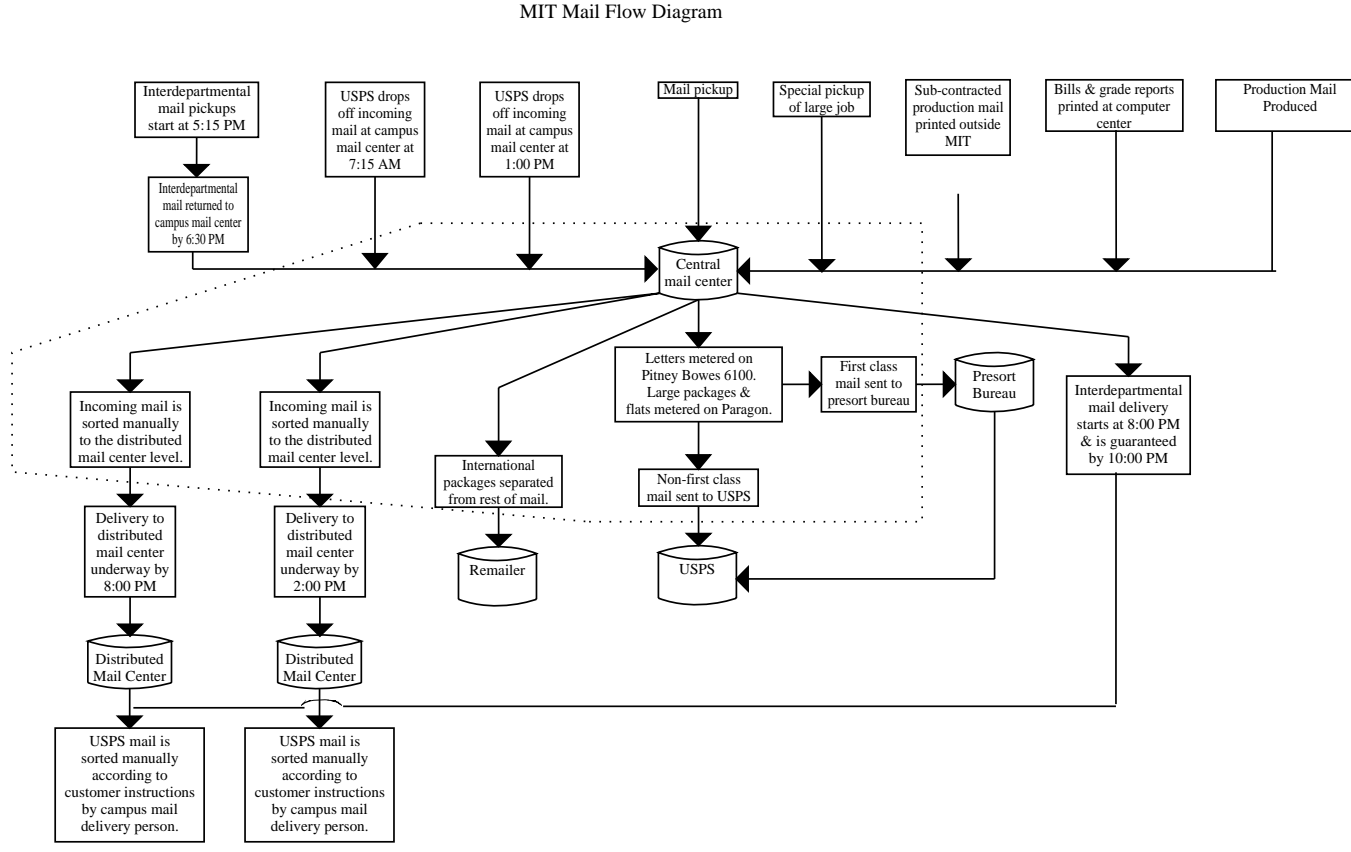 MIT Mail Flow Diagram
Interdepartmental
mail pickups
start at 5:15 PM
USPS drops
off incoming
mail at campus
mail center at
7:15 AM
USPS drops
off incoming
mail at campus
mail center at
1:00 PM
Mail pickup
Special pickup
of large job
Sub-contracted
production mail
printed outside
MIT
Bills & grade reports
printed at computer
center
Production Mail
Produced
Interdepartmental
mail returned to
campus mail center
by 6:30 PM
Central
mail center
Letters metered on
Pitney Bowes 6100.
Large packages &
flats metered on Paragon.
First class
mail sent to
presort bureau
Presort
Bureau
Interdepartmental
mail delivery
starts at 8:00 PM
& is guaranteed
by 10:00 PM
Incoming mail is
sorted manually
to the distributed
mail center level.
Incoming mail is
sorted manually
to the distributed
mail center level.
International
packages separated
from rest of mail.
Non-first class
mail sent to USPS
Delivery to
distributed
mail center
underway by
8:00 PM
Delivery to
distributed
mail center
underway by
2:00 PM
Remailer
USPS
Distributed
Mail Center
Distributed
Mail Center
USPS mail is
sorted manually
according to
customer instructions
by campus mail
delivery person.
USPS mail is
sorted manually
according to
customer instructions
by campus mail
delivery person.